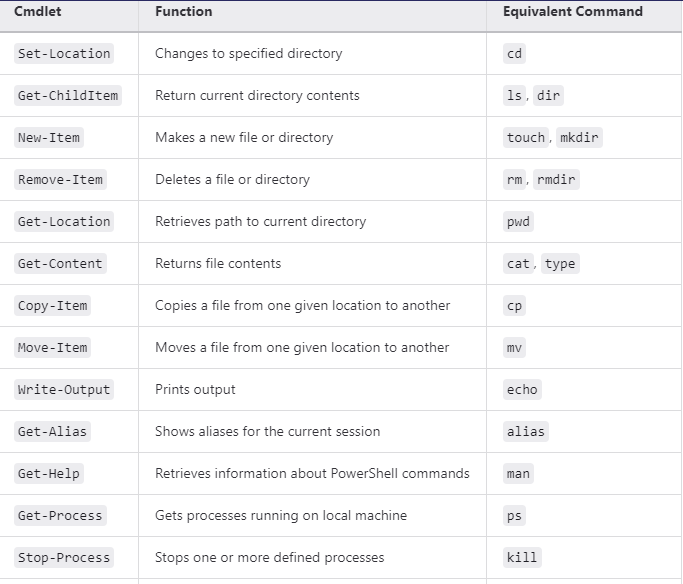 Cmdlet Function Equivalent Command
Set-Location Changes to specified directory cd
Get-ChildItem Return current directory contents ls, dir
New-Item Makes a new file or directory touch, mkdir
Remove-Item Deletes a file or directory rm, rmdir
Get-Location Retrieves path to current directory pwd
Get-Content Returns file contents cat, type
Copy-Item Copies a file from one given location to another cp
Move-Item Moves a file from one given location to another mv
Write-Output Prints output echo
Get-Alias Shows aliases for the current session alias
Get-Help Retrieves information about PowerShell commands man
Get-Process Gets processes running on local machine ps
Stop-Process Stops one or more defined processes kill